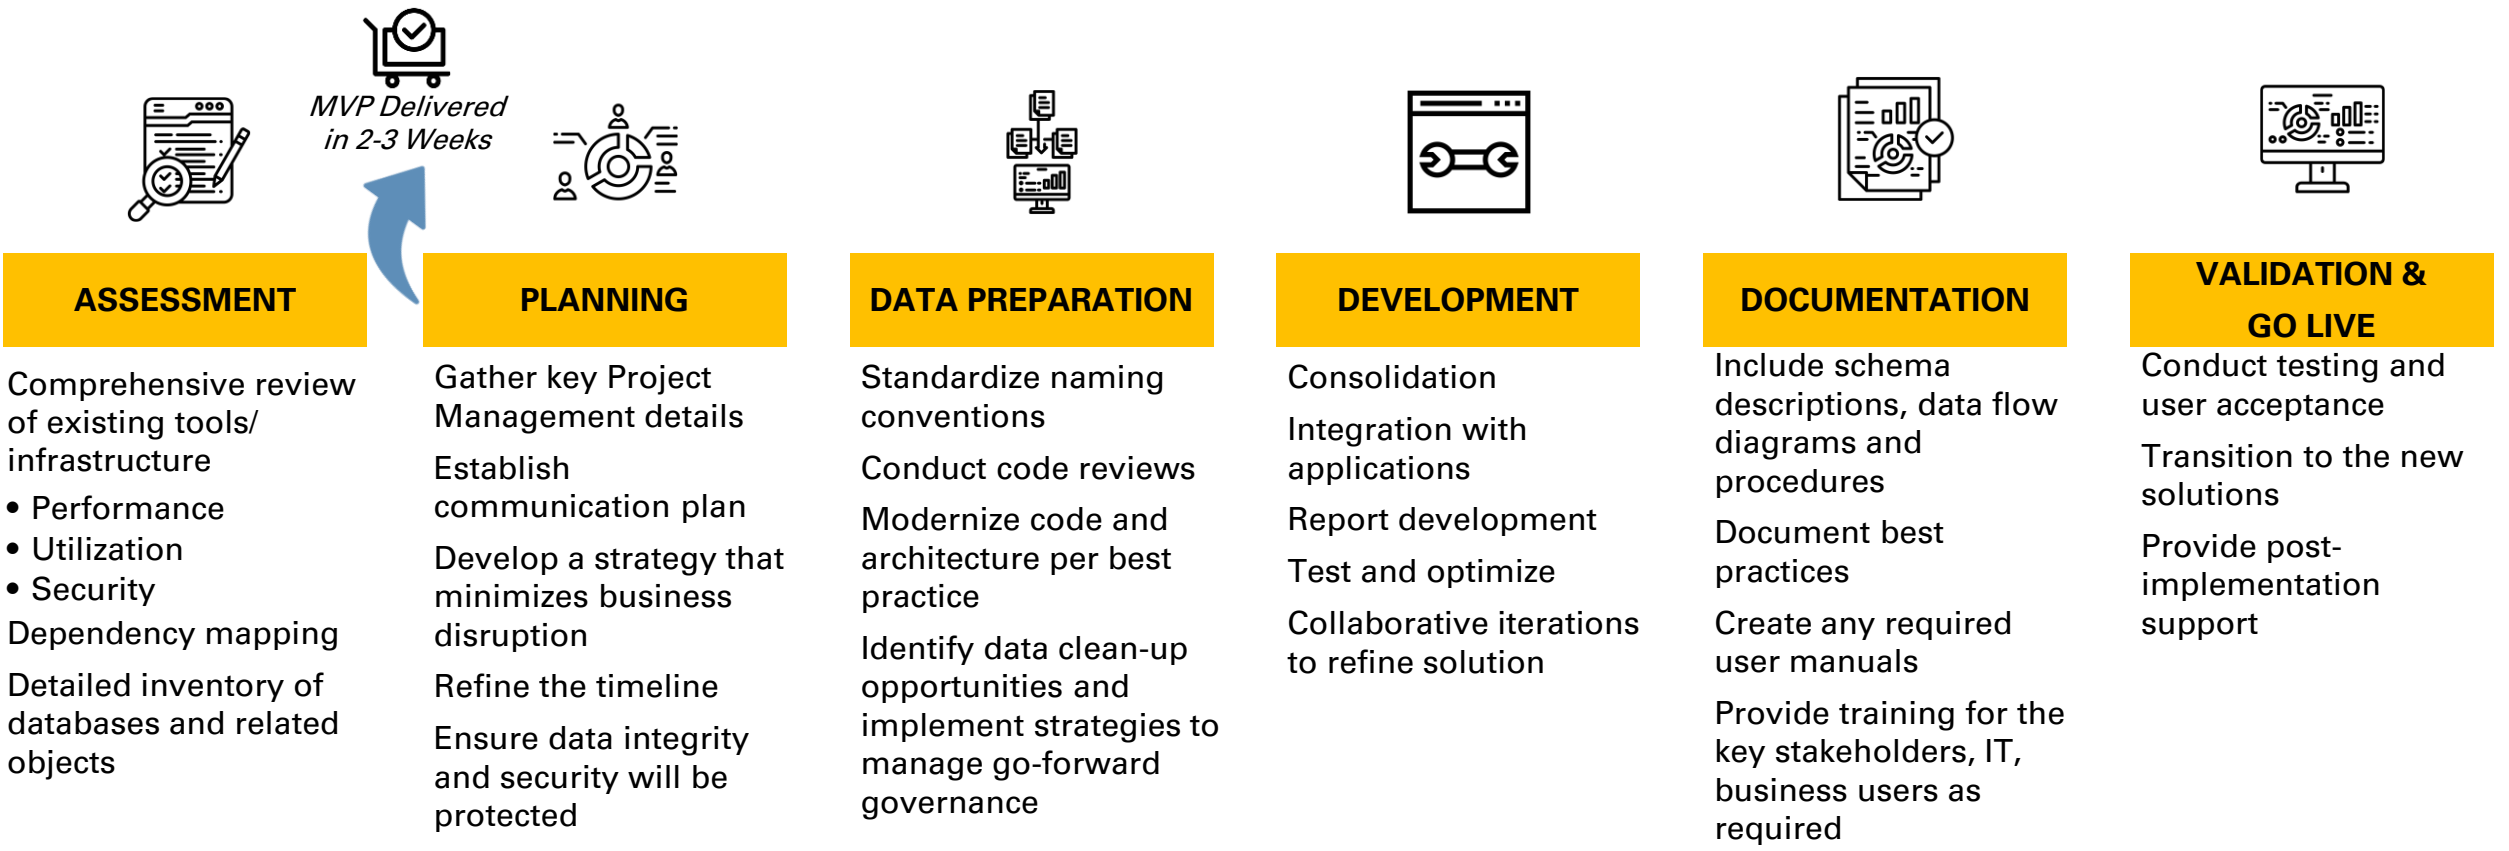 MVP Delivered
in 2-3 Weeks
ASSESSMENT
Comprehensive review
of existing tools/
infrastructure
• Performance
• Utilization
• Security
Dependency mapping
Detailed inventory of
databases and related
objects
PLANNING
Gather key Project
Management details
Establish
communication plan
Develop a strategy that
minimizes business
disruption
Refine the timeline
Ensure data integrity
and security will be
protected
DATA PREPARATION
Standardize naming
conventions
Conduct code reviews
Modernize code and
architecture per best
practice
Identify data clean-up
opportunities and
implement strategies to
manage go-forward
governance
DEVELOPMENT
Consolidation
Integration with
applications
Report development
Test and optimize
Collaborative iterations
to refine solution
DOCUMENTATION
Include schema
descriptions, data flow
diagrams and
procedures
Document best
practices
Create any required
user manuals
Provide training for the
key stakeholders, IT,
business users as
required
VALIDATION &
GO LIVE
Conduct testing and
user acceptance
Transition to the new
solutions
Provide post-
implementation
support